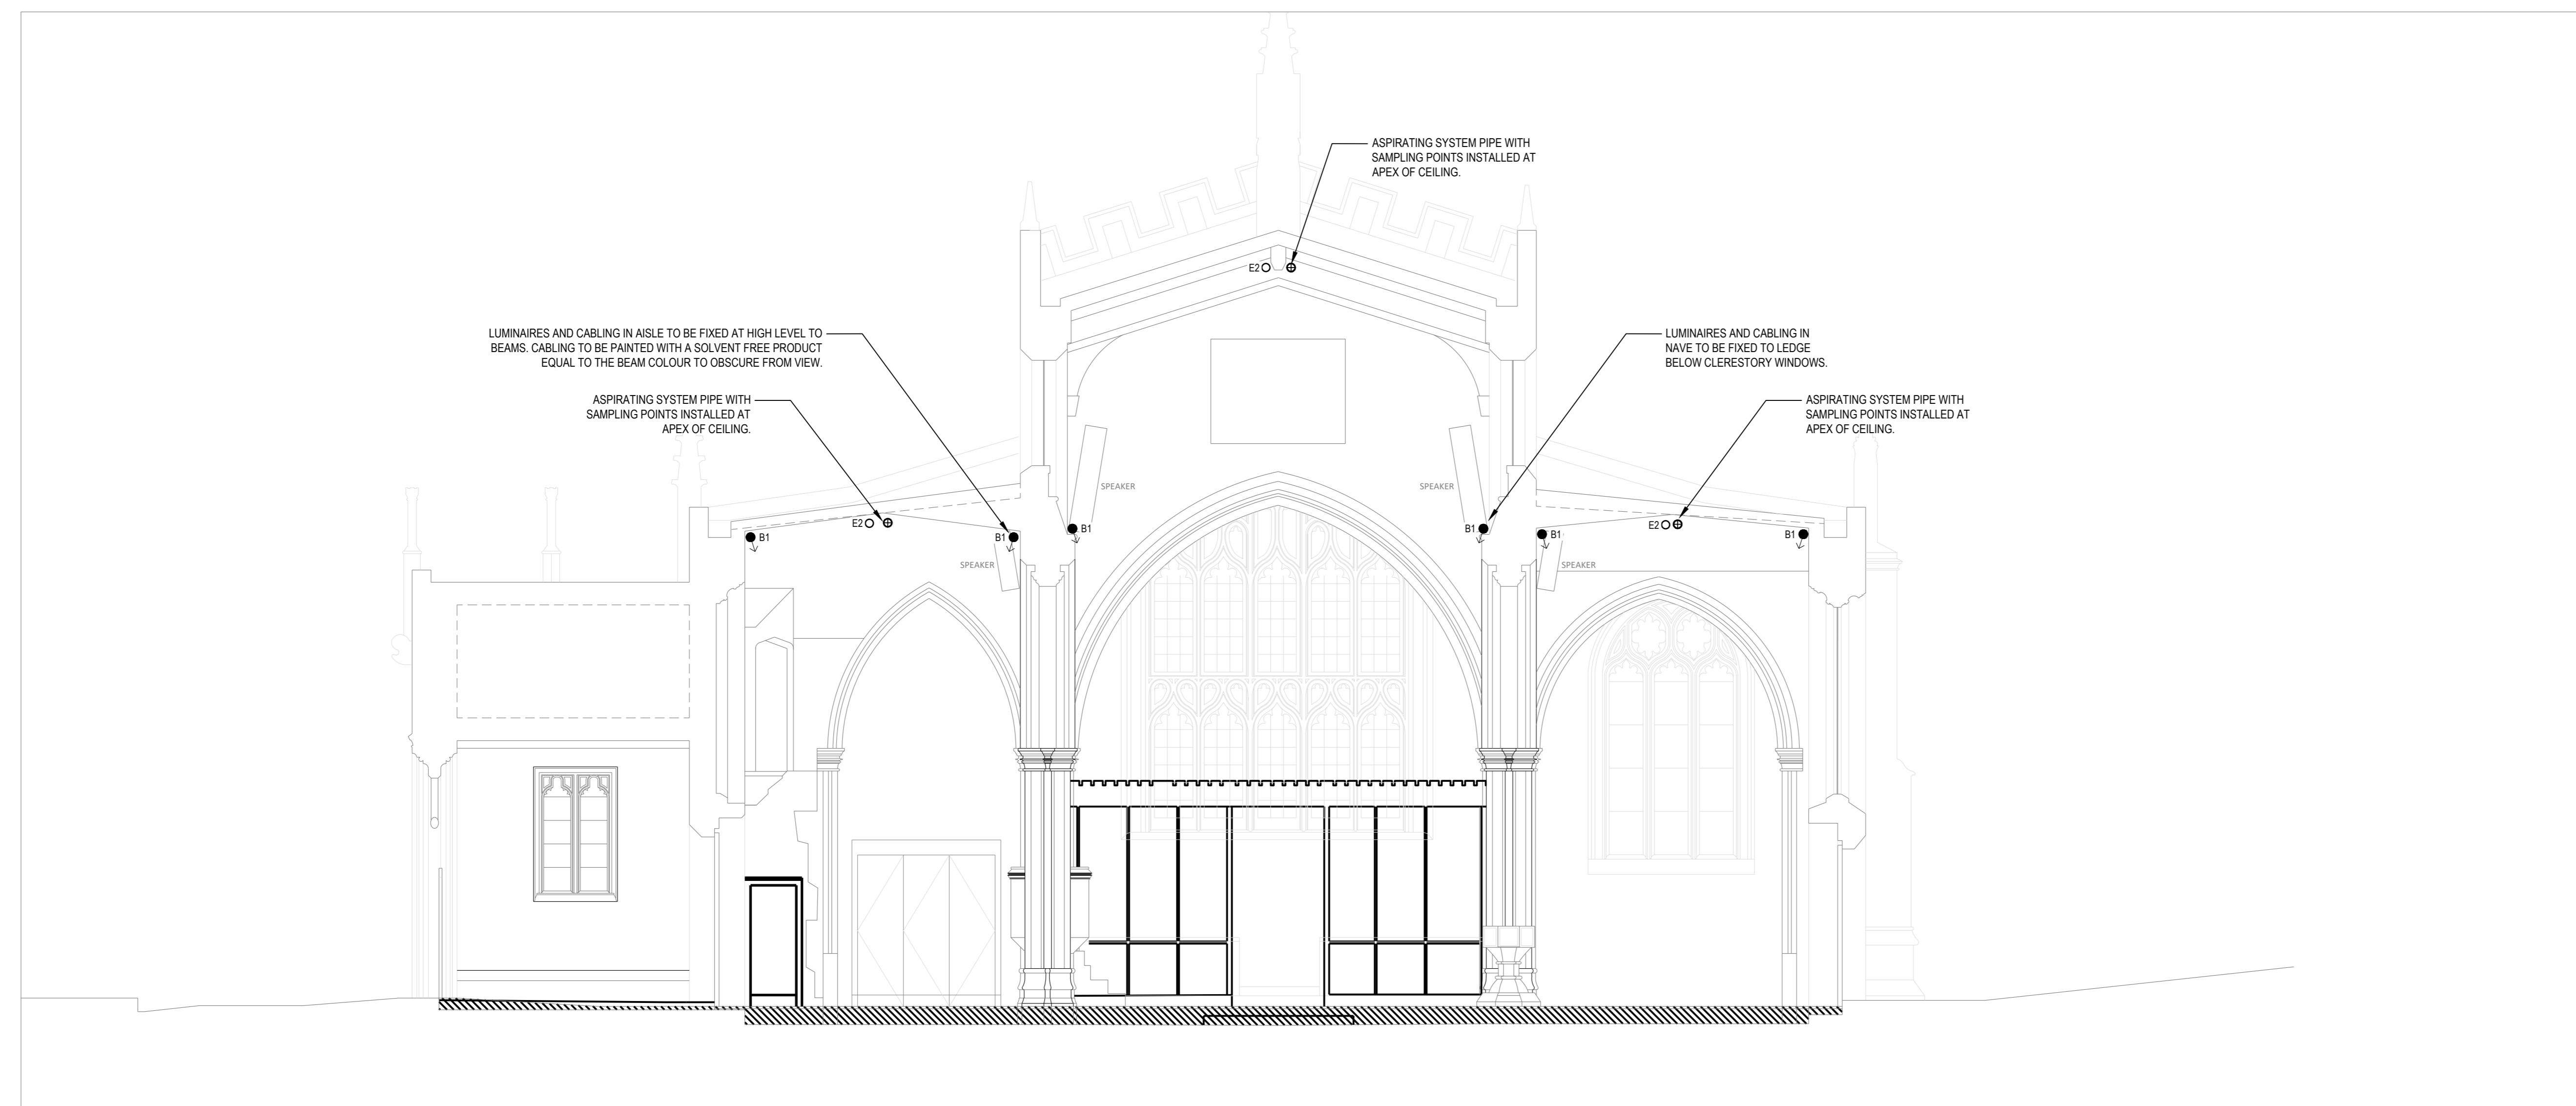 ASPIRATING SYSTEM PIPE WITH
SAMPLING POINTS INSTALLED AT
APEX OF CEILING.
E2
LUMINAIRES AND CABLING IN AISLE TO BE FIXED AT HIGH LEVEL TO
BEAMS. CABLING TO BE PAINTED WITH A SOLVENT FREE PRODUCT
EQUAL TO THE BEAM COLOUR TO OBSCURE FROM VIEW.
LUMINAIRES AND CABLING IN
NAVE TO BE FIXED TO LEDGE
BELOW CLERESTORY WINDOWS.
ASPIRATING SYSTEM PIPE WITH
SAMPLING POINTS INSTALLED AT
APEX OF CEILING.
ASPIRATING SYSTEM PIPE WITH
SAMPLING POINTS INSTALLED AT
APEX OF CEILING.
SPEAKER
SPEAKER
E2
B1
B1
B1
B1
B1
E2
B1
SPEAKER
SPEAKER